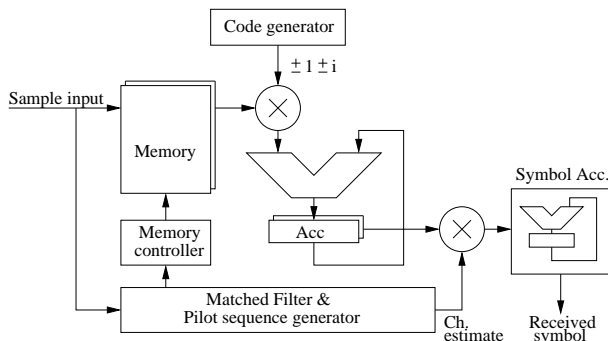 Code generator
± 1 ± i
Sample input
Memory
Symbol Acc.
Memory
controller
Acc
Matched Filter &
Pilot sequence generator
Ch.
estimate
Received
symbol